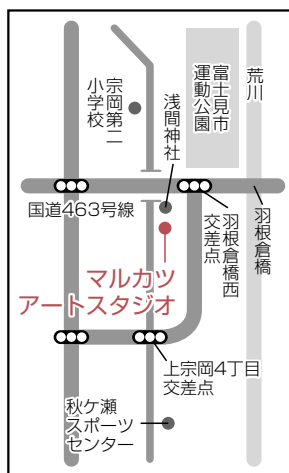 宗岡第二
小学校
浅間神社
富士見市
運動公園
荒川
国道463号線
羽根倉橋西
交差点
羽根倉橋
マルカツ
アートスタジオ
上宗岡4丁目
交差点
秋ケ瀬
スポーツ
センター